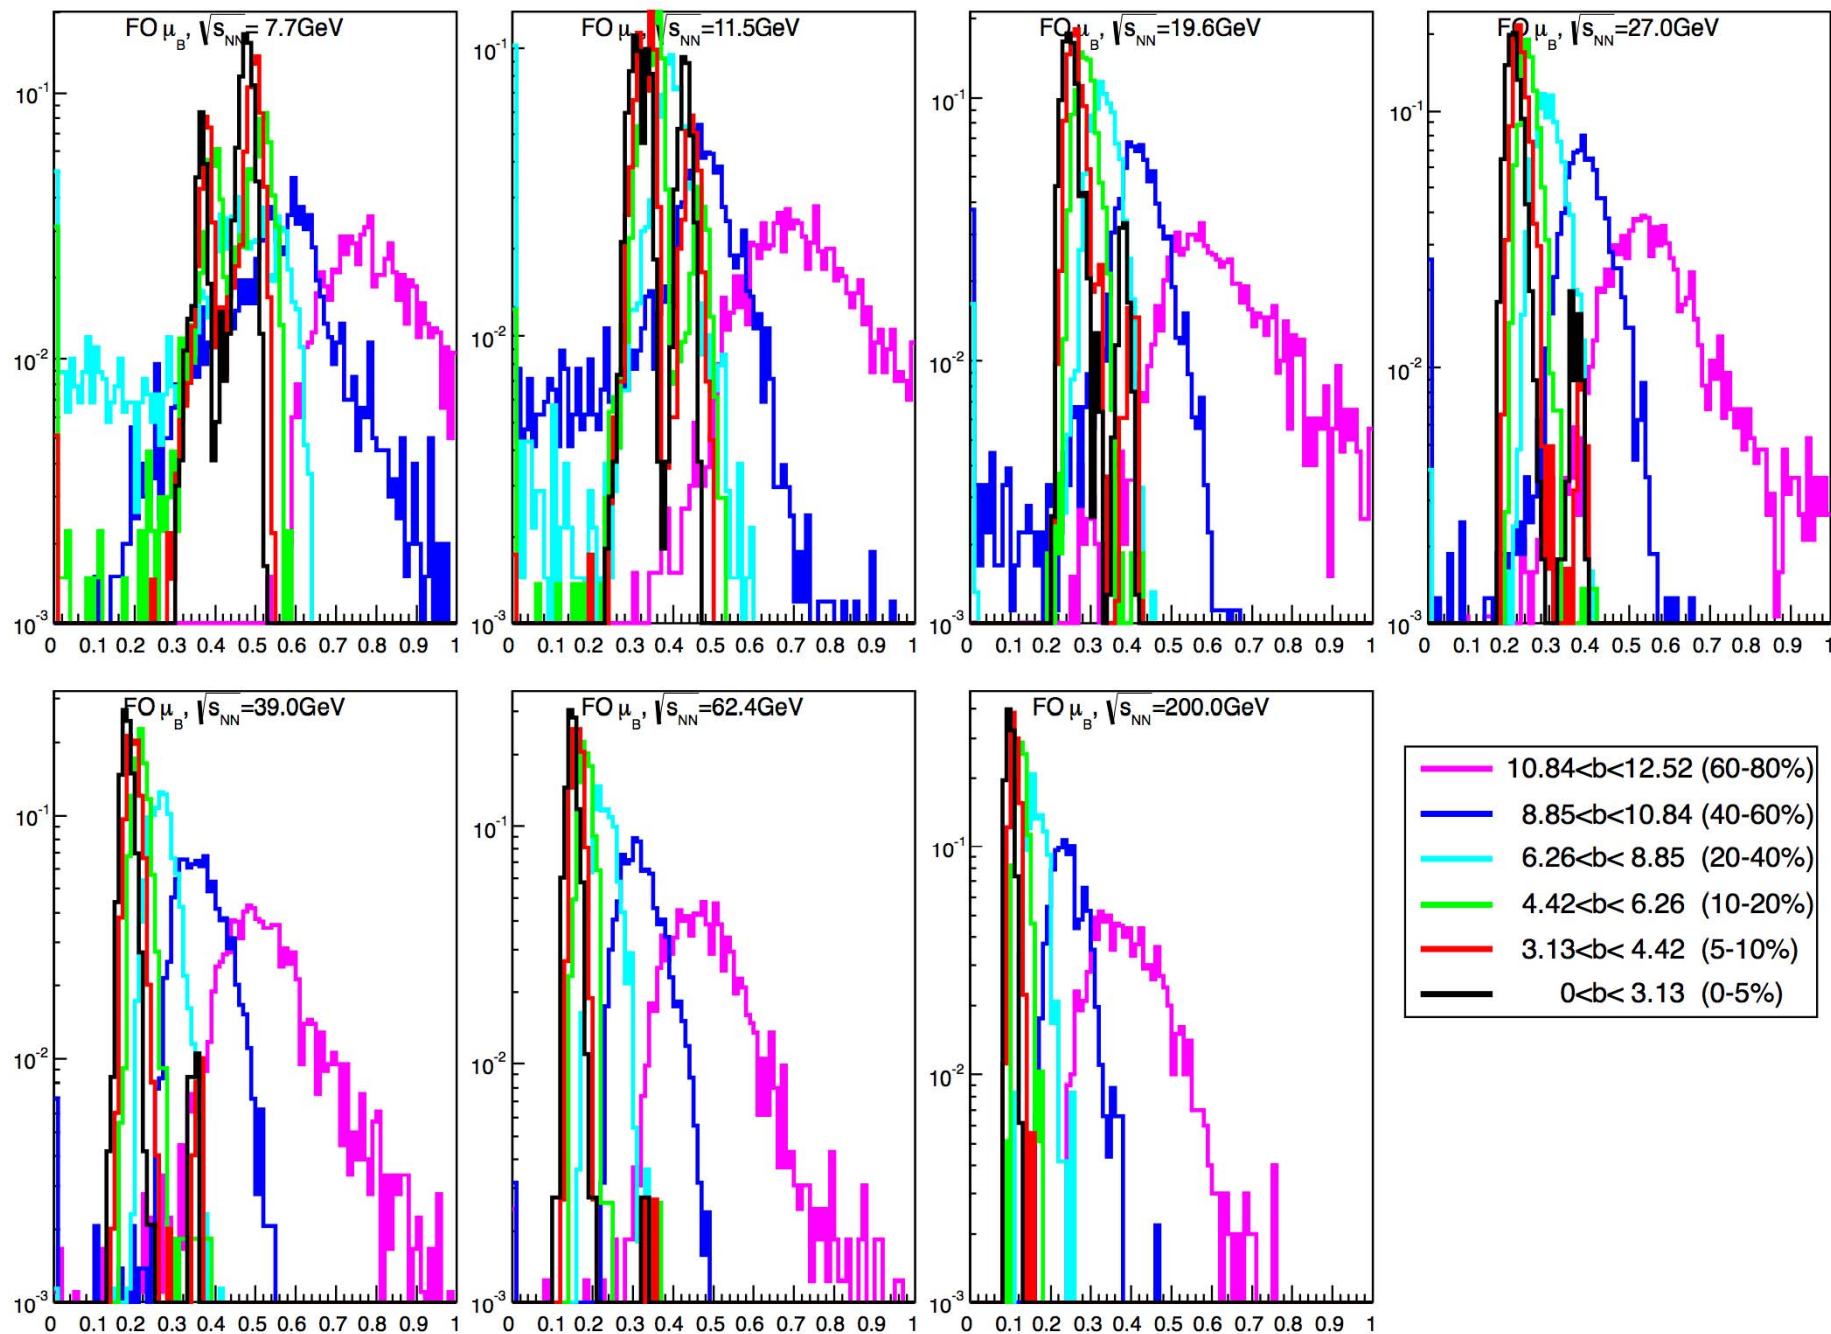 FO μB, √sNN=7.7GeV
FO μB, √sNN=11.5GeV
FO μB, √sNN=19.6GeV
FO μB, √sNN=27.0GeV
10-1
10-2
10-3
0 0.1 0.2 0.3 0.4 0.5 0.6 0.7 0.8 0.9 1
10-1
10-2
10-3
0 0.1 0.2 0.3 0.4 0.5 0.6 0.7 0.8 0.9 1
10-1
10-2
10-3
0 0.1 0.2 0.3 0.4 0.5 0.6 0.7 0.8 0.9 1
10-1
10-2
10-3
0 0.1 0.2 0.3 0.4 0.5 0.6 0.7 0.8 0.9 1
FO μB, √sNN=39.0GeV
FO μB, √sNN=62.4GeV
FO μB, √sNN=200.0GeV
10-1
10-2
10-3
0 0.1 0.2 0.3 0.4 0.5 0.6 0.7 0.8 0.9 1
10-1
10-2
10-3
0 0.1 0.2 0.3 0.4 0.5 0.6 0.7 0.8 0.9 1
10-1
10-2
10-3
0 0.1 0.2 0.3 0.4 0.5 0.6 0.7 0.8 0.9 1
10.84<b<12.52 (60-80%)
8.85<b<10.84 (40-60%)
6.26<b< 8.85 (20-40%)
4.42<b< 6.26 (10-20%)
3.13<b< 4.42 (5-10%)
0<b< 3.13 (0-5%)